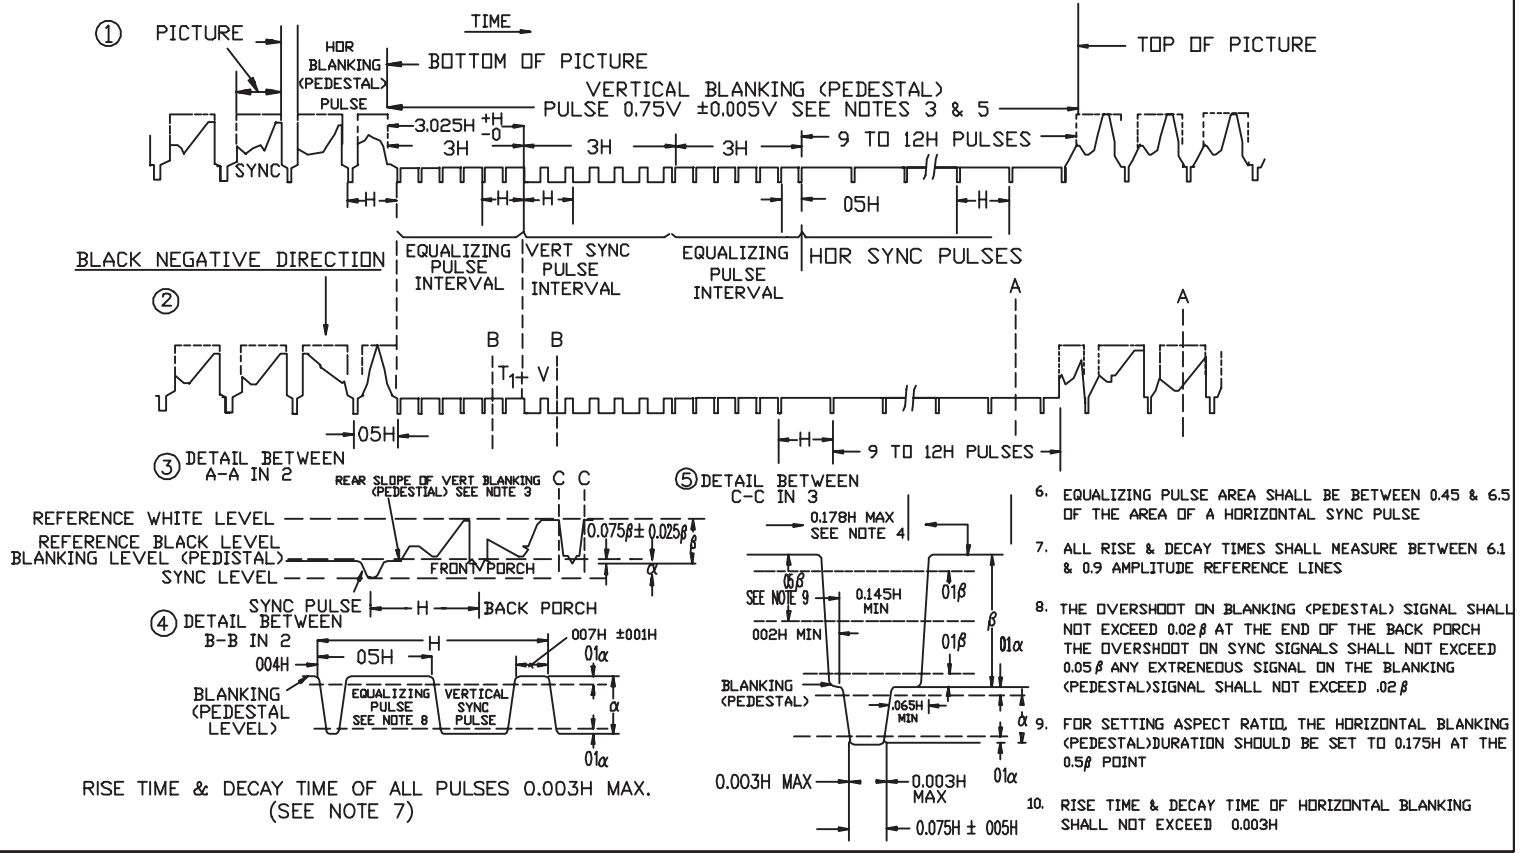 1
PICTURE
TIME
HOR
BLANKING
(PEDESTAL)
PULSE
BOTTOM OF PICTURE
TOP OF PICTURE
VERTICAL BLANKING (PEDESTAL)
PULSE 0.75V ±0.005V SEE NOTES 3 & 5
3.025H +H -0
3H
3H
3H
9 TO 12H PULSES
SYNC
H
H
H
05H
H
EQUALIZING
PULSE
INTERVAL
VERT SYNC
PULSE
INTERVAL
EQUALIZING
PULSE
INTERVAL
HOR SYNC PULSES
BLACK NEGATIVE DIRECTION
2
A
A
B
B
T1
V
05H
H
9 TO 12H PULSES
3 DETAIL BETWEEN
A-A IN 2
REAR SLOPE OF VERT BLANKING
(PEDESTIAL) SEE NOTE 3
C C
REFERENCE WHITE LEVEL
REFERENCE BLACK LEVEL
BLANKING LEVEL (PEDISTAL)
SYNC LEVEL
0.075β± 0.025β
β
α
FRONT PORCH
SYNC PULSE
H
BACK PORCH
4 DETAIL BETWEEN
B-B IN 2
H
007H ±001H
004H
05H
01α
BLANKING
(PEDESTAL
LEVEL)
EQUALIZING
PULSE
SEE NOTE 8
VERTICAL
SYNC
PULSE
α
01α
RISE TIME & DECAY TIME OF ALL PULSES 0.003H MAX.
(SEE NOTE 7)
5 DETAIL BETWEEN
C-C IN 3
0.178H MAX
SEE NOTE 4
SEE NOTE 9
0.145H
MIN
01β
β
002H MIN
01β
01α
BLANKING
(PEDESTAL)
.065H
MIN
α
01α
0.003H MAX
0.003H
MAX
0.075H ± 005H
6. EQUALIZING PULSE AREA SHALL BE BETWEEN 0.45 & 6.5
OF THE AREA OF A HORIZONTAL SYNC PULSE
7. ALL RISE & DECAY TIMES SHALL MEASURE BETWEEN 6.1
& 0.9 AMPLITUDE REFERENCE LINES
8. THE OVERSHOOT ON BLANKING (PEDESTAL) SIGNAL SHALL
NOT EXCEED 0.02β AT THE END OF THE BACK PORCH
THE OVERSHOOT ON SYNC SIGNALS SHALL NOT EXCEED
0.05β ANY EXTRENEOUS SIGNAL ON THE BLANKING
(PEDESTAL)SIGNAL SHALL NOT EXCEED .02β
9. FOR SETTING ASPECT RATIO, THE HORIZONTAL BLANKING
(PEDESTAL)DURATION SHOULD BE SET TO 0.175H AT THE
0.5β POINT
10. RISE TIME & DECAY TIME OF HORIZONTAL BLANKING
SHALL NOT EXCEED 0.003H